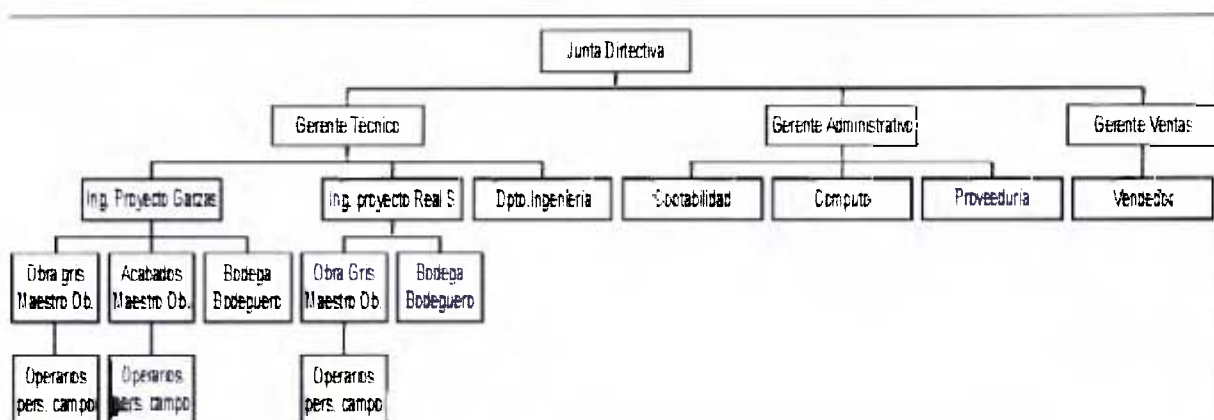 Junta Dirtectiva
Gerente Técnico
Gerente Administrativo
Gerente Ventas
Ing. Proyecto Garzas
Ing. proyecto Real S
Dpto.Ingenieria
Contabilidad
Computo
Proveeduria
Vendedor
Obra gris
Maestro Ob.
Acabados
Maestro Ob.
Bodega
Bodeguero
Obra Gris
Maestro Ob.
Bodega
Bodeguero
Operarios
pers. campo
Operarios
pers. campo
Operarios
pers. campo